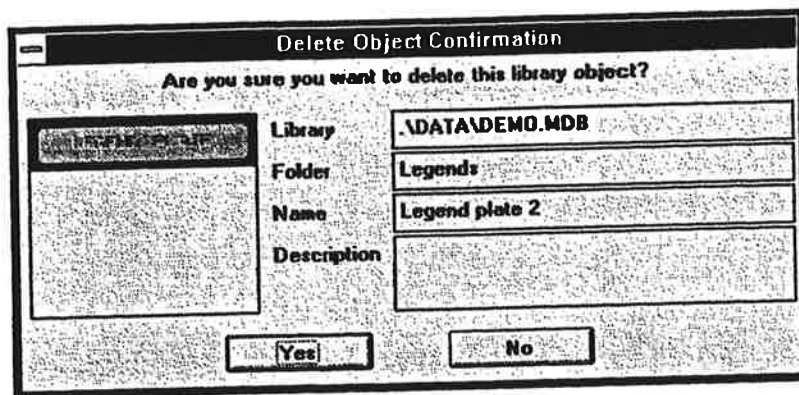 Delete Object Confirmation
Are you sure you want to delete this library object?
Library .\DATA\DEMO.MDB
Folder Legends
Name Legend plate 2
Description
Yes No